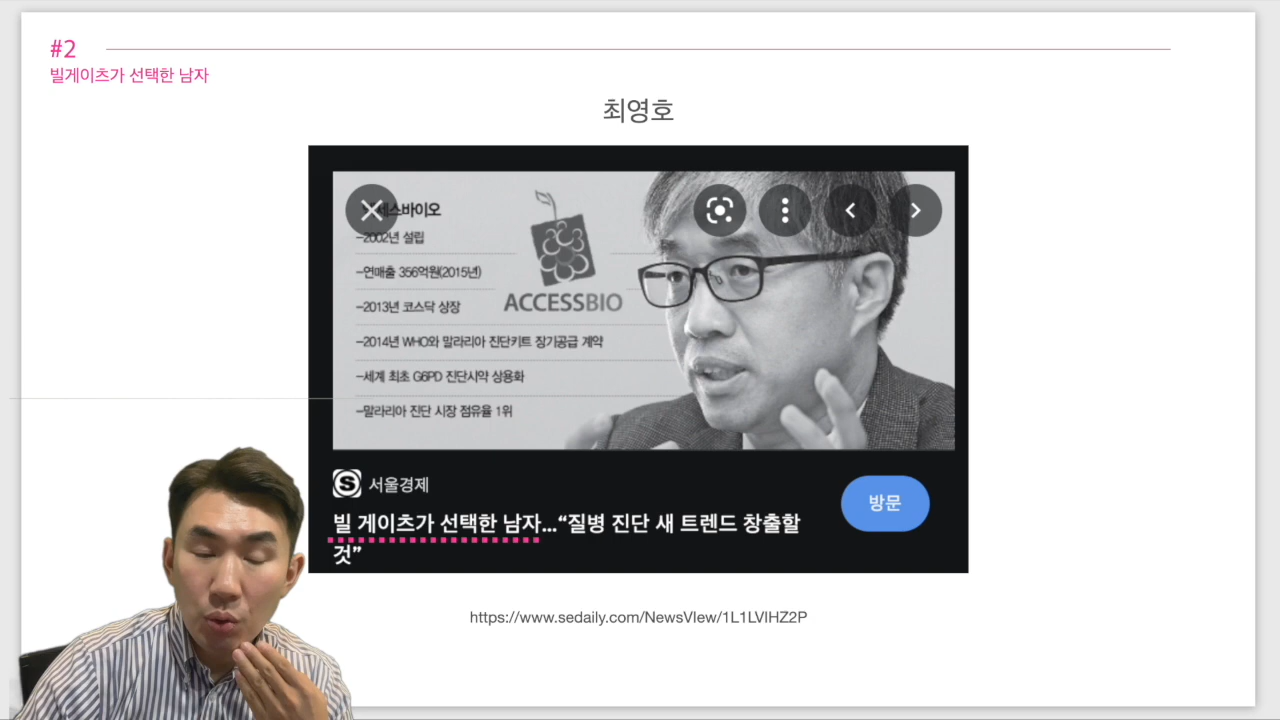 #2
빌게이츠가 선택한 남자
최영호
세스바이오
-2002년 설립
-연매출 356억원(2015년)
-2013년 코스닥 상장
-2014년 WHO와 말라리아 진단키트 장기공급 계약
-세계 최초 G6PD 진단시약 상용화
-말라리아 진단 시장 점유율 1위
ACCESSBIO
S 서울경제
방문
빌 게이츠가 선택한 남자...“질병 진단 새 트렌드 창출할
것”
https://www.sedaily.com/NewsVIew/1L1LVIHZ2P